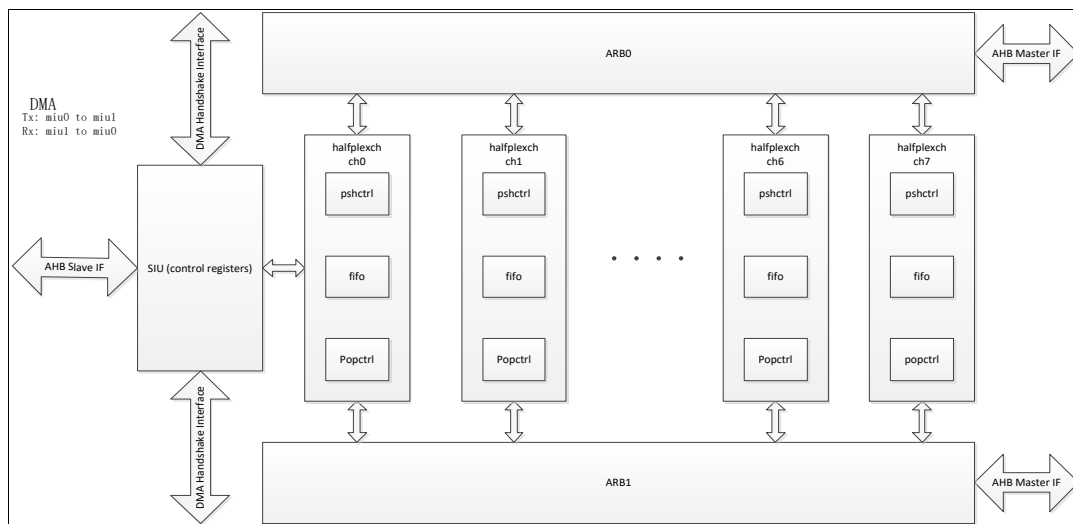 ARB0
AHB Master IF
DMA Handshake Interface
DMA
Tx: miu0 to miu1
Rx: miu1 to miu0
halfplexch
ch0
pshctrl
fifo
Popctrl
halfplexch
ch1
pshctrl
fifo
Popctrl
. . . .
halfplexch
ch6
pshctrl
fifo
Popctrl
halfplexch
ch7
pshctrl
fifo
popctrl
AHB Slave IF
SIU (control registers)
DMA Handshake Interface
ARB1
AHB Master IF